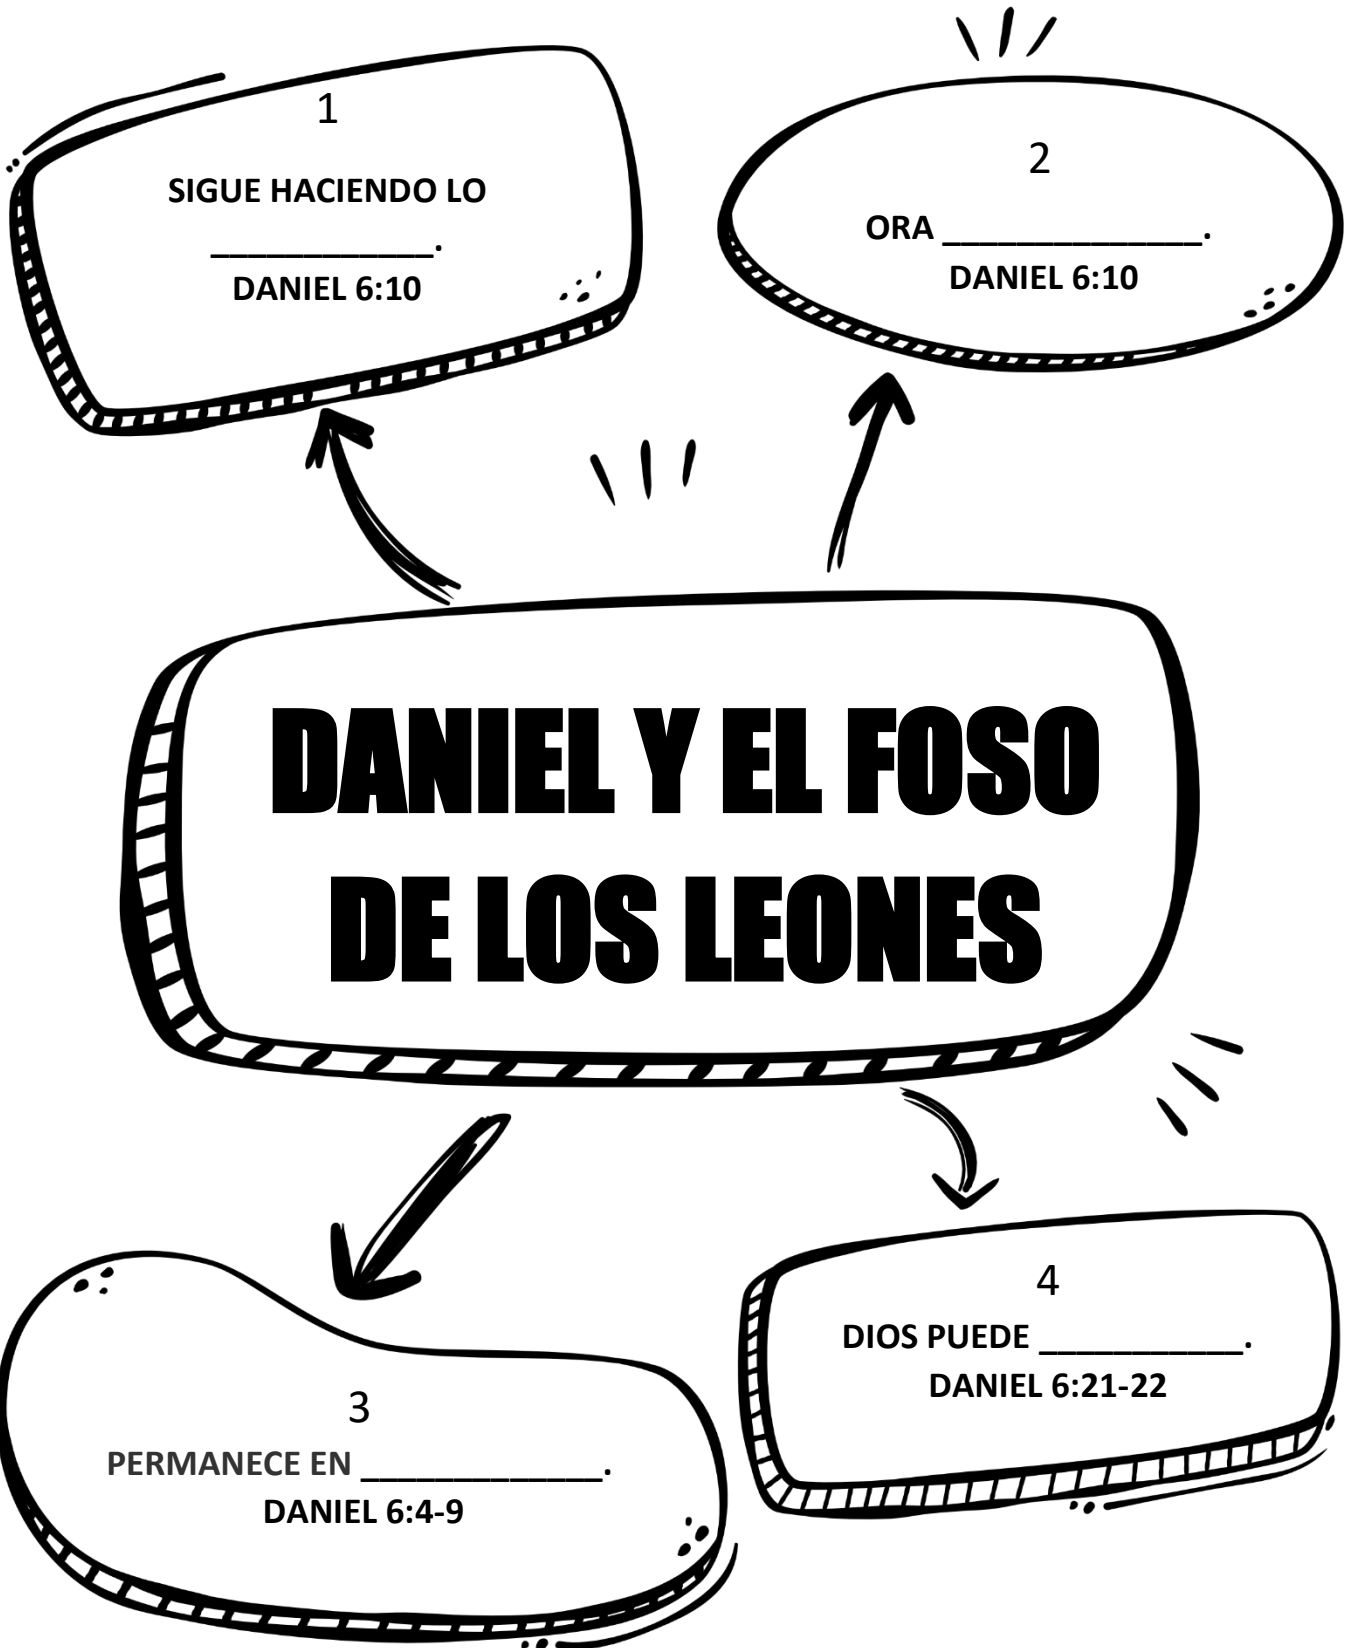 1
SIGUE HACIENDO LO
____________.
DANIEL 6:10
2
ORA ______________.
DANIEL 6:10
DANIEL Y EL FOSO
DE LOS LEONES
3
PERMANECE EN _____________.
DANIEL 6:4-9
4
DIOS PUEDE ___________.
DANIEL 6:21-22